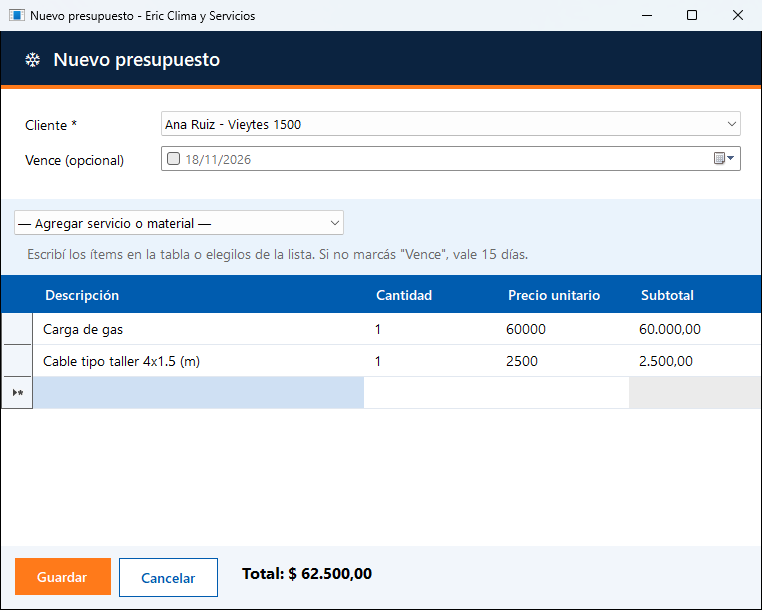 Nuevo presupuesto - Eric Clima y Servicios
Nuevo presupuesto
Cliente * Ana Ruiz - Vieytes 1500
Vence (opcional) 18/11/2026
— Agregar servicio o material —
Escribí los ítems en la tabla o elegilos de la lista. Si no marcás "Vence", vale 15 días.
Descripción Cantidad Precio unitario Subtotal
Carga de gas 1 60000 60.000,00
Cable tipo taller 4x1.5 (m) 1 2500 2.500,00
Guardar Cancelar Total: $ 62.500,00